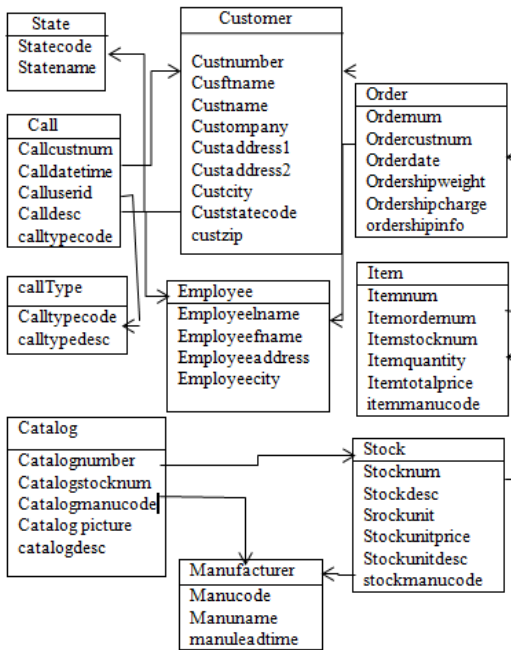 State
Statecode
Statename
Customer
Custnumber
Cusftname
Custname
Custompany
Custaddress1
Custaddress2
Custcity
Custstatecode
custzip
Call
Callcustnum
Calldatetime
Calluserid
Calldesc
calltypecode
Order
Ordernum
Ordercustnum
Orderdate
Ordershipweight
Ordershipcharge
ordershipinfo
callType
Calltypecode
calltypedesc
Employee
Employeelname
Employeefname
Employeeaddress
Employeecity
Item
Itemnum
Itemordernum
Itemstocknum
Itemquantity
Itemtotalprice
itemmanucode
Catalog
Catalognumber
Catalogstocknum
Catalogmanucode
Catalog picture
catalogdesc
Stock
Stocknum
Stockdesc
Srockunit
Stockunitprice
Stockunitdesc
stockmanucode
Manufacturer
Manucode
Manuname
manuleadtime